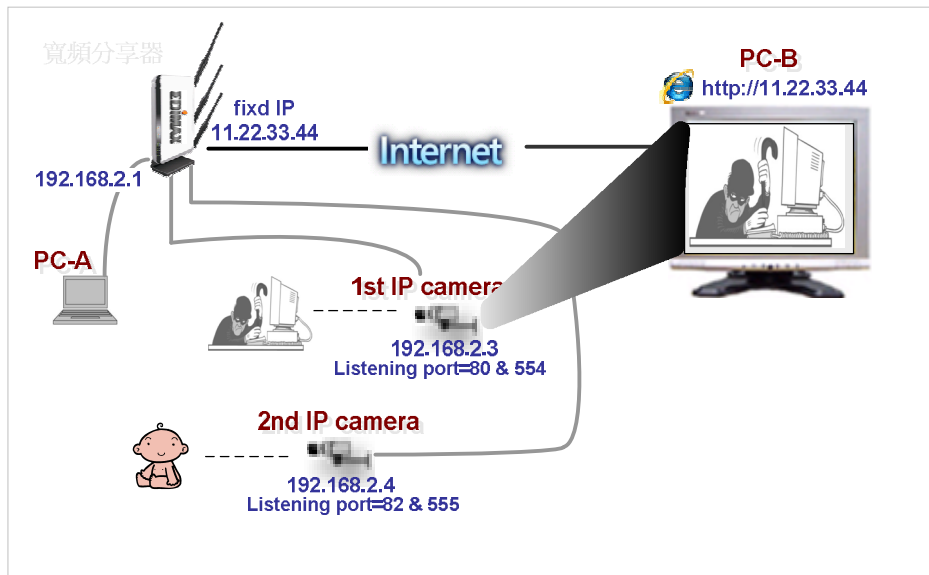 寬頻分享器
EDiMAX
fixd IP
11.22.33.44
192.168.2.1
Internet
PC-B
http://11.22.33.44
PC-A
1st IP camera
192.168.2.3
Listening port=80 & 554
2nd IP camera
192.168.2.4
Listening port=82 & 555